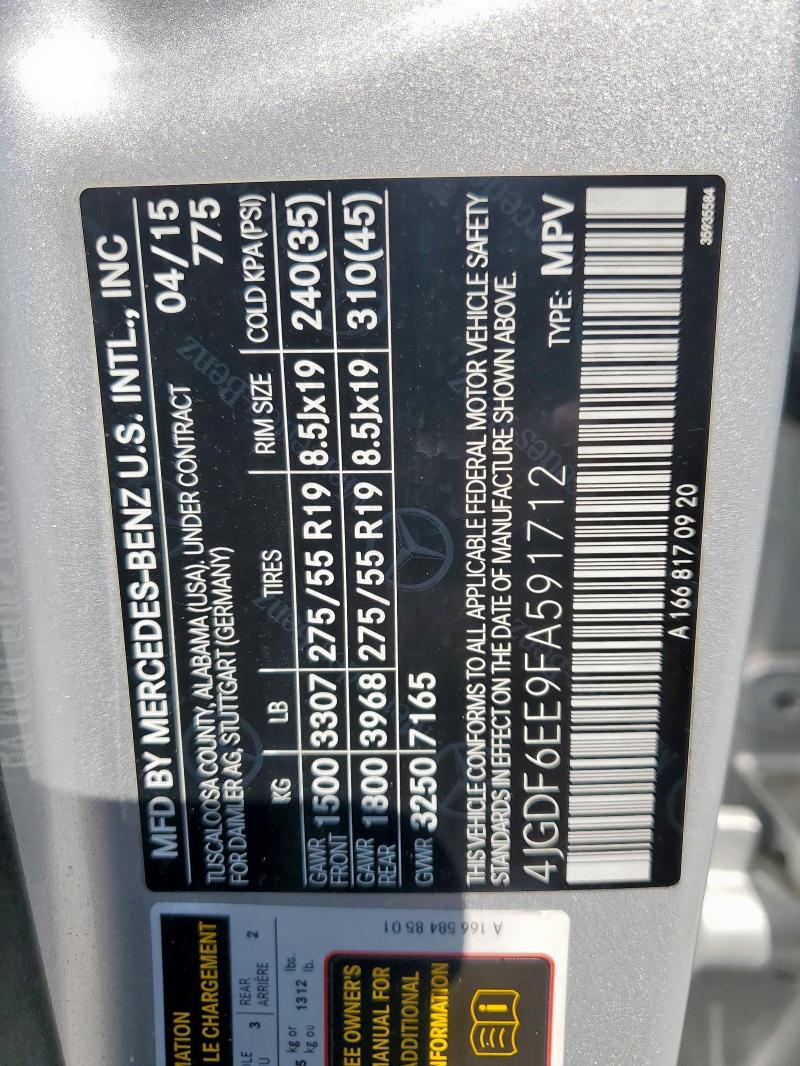 MFD BY MERCEDES-BENZ U.S. INTL., INC
TUSCALOOSA COUNTY, ALABAMA (USA), UNDER CONTRACT 04/15
FOR DAIMLER AG, STUTTGART (GERMANY) 775
KG LB TIRES RIM SIZE COLD KPA (PSI)
GAWR FRONT 1500 3307 275/55 R19 8.5Jx19 240(35)
GAWR REAR 1800 3968 275/55 R19 8.5Jx19 310(45)
GVWR 3250 7165
THIS VEHICLE CONFORMS TO ALL APPLICABLE FEDERAL MOTOR VEHICLE SAFETY
STANDARDS IN EFFECT ON THE DATE OF MANUFACTURE SHOWN ABOVE.
4JGDF6EE9FA591712 TYPE: MPV
A 166 817 09 20
35935584
LE CHARGEMENT
3 REAR 2
ARRIÈRE
kg or lbs.
kg ou 1312 lb.
OWNER'S
MANUAL FOR
A 166 584 85 01